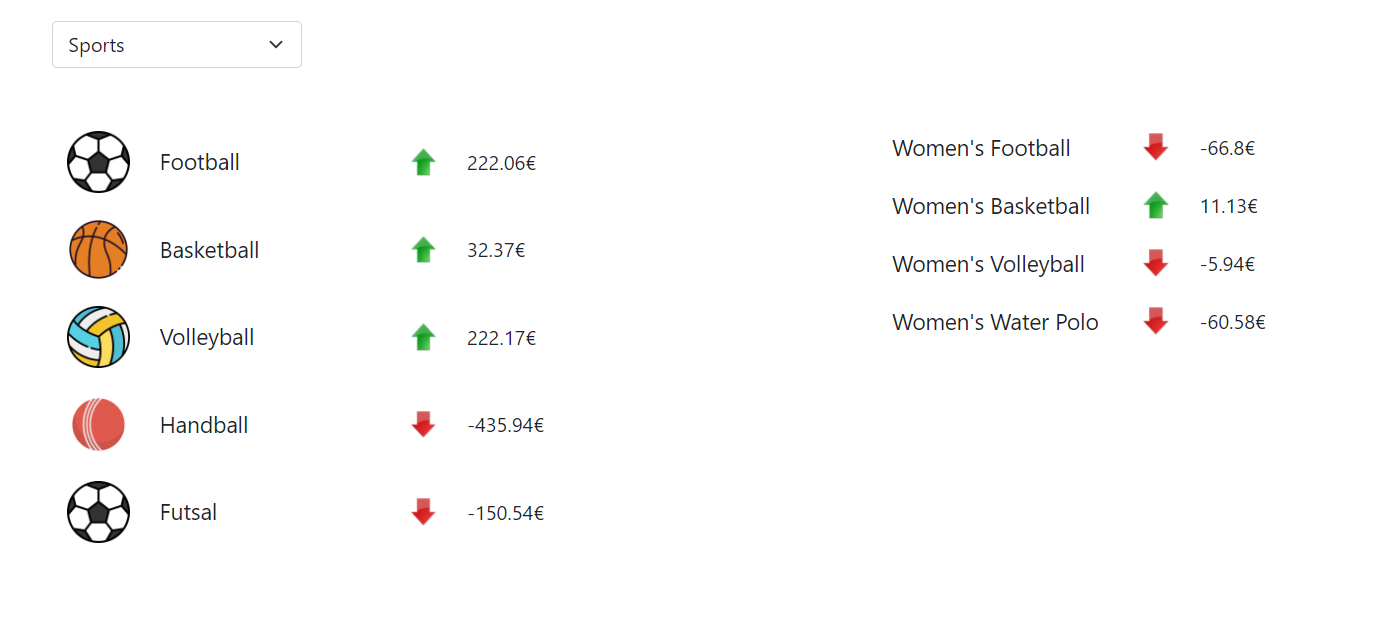 Sports
Football 222.06€
Basketball 32.37€
Volleyball 222.17€
Handball -435.94€
Futsal -150.54€
Women's Football -66.8€
Women's Basketball 11.13€
Women's Volleyball -5.94€
Women's Water Polo -60.58€